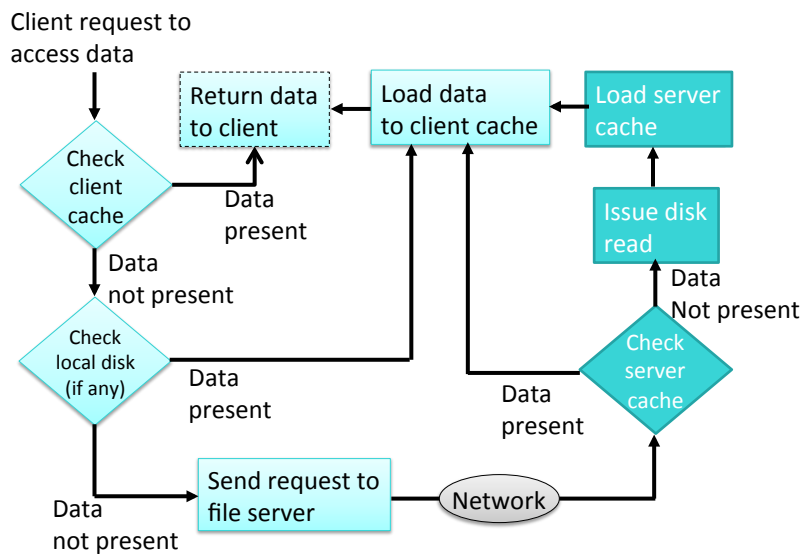 Client request to
access data
Return data
to client
Load data
to client cache
Load server
cache
Check
client
cache
Data
present
Issue disk
read
Data
not present
Data
Not present
Check
local disk
(if any)
Data
present
Check
server
cache
Data
present
Send request to
file server
Network
Data
not present